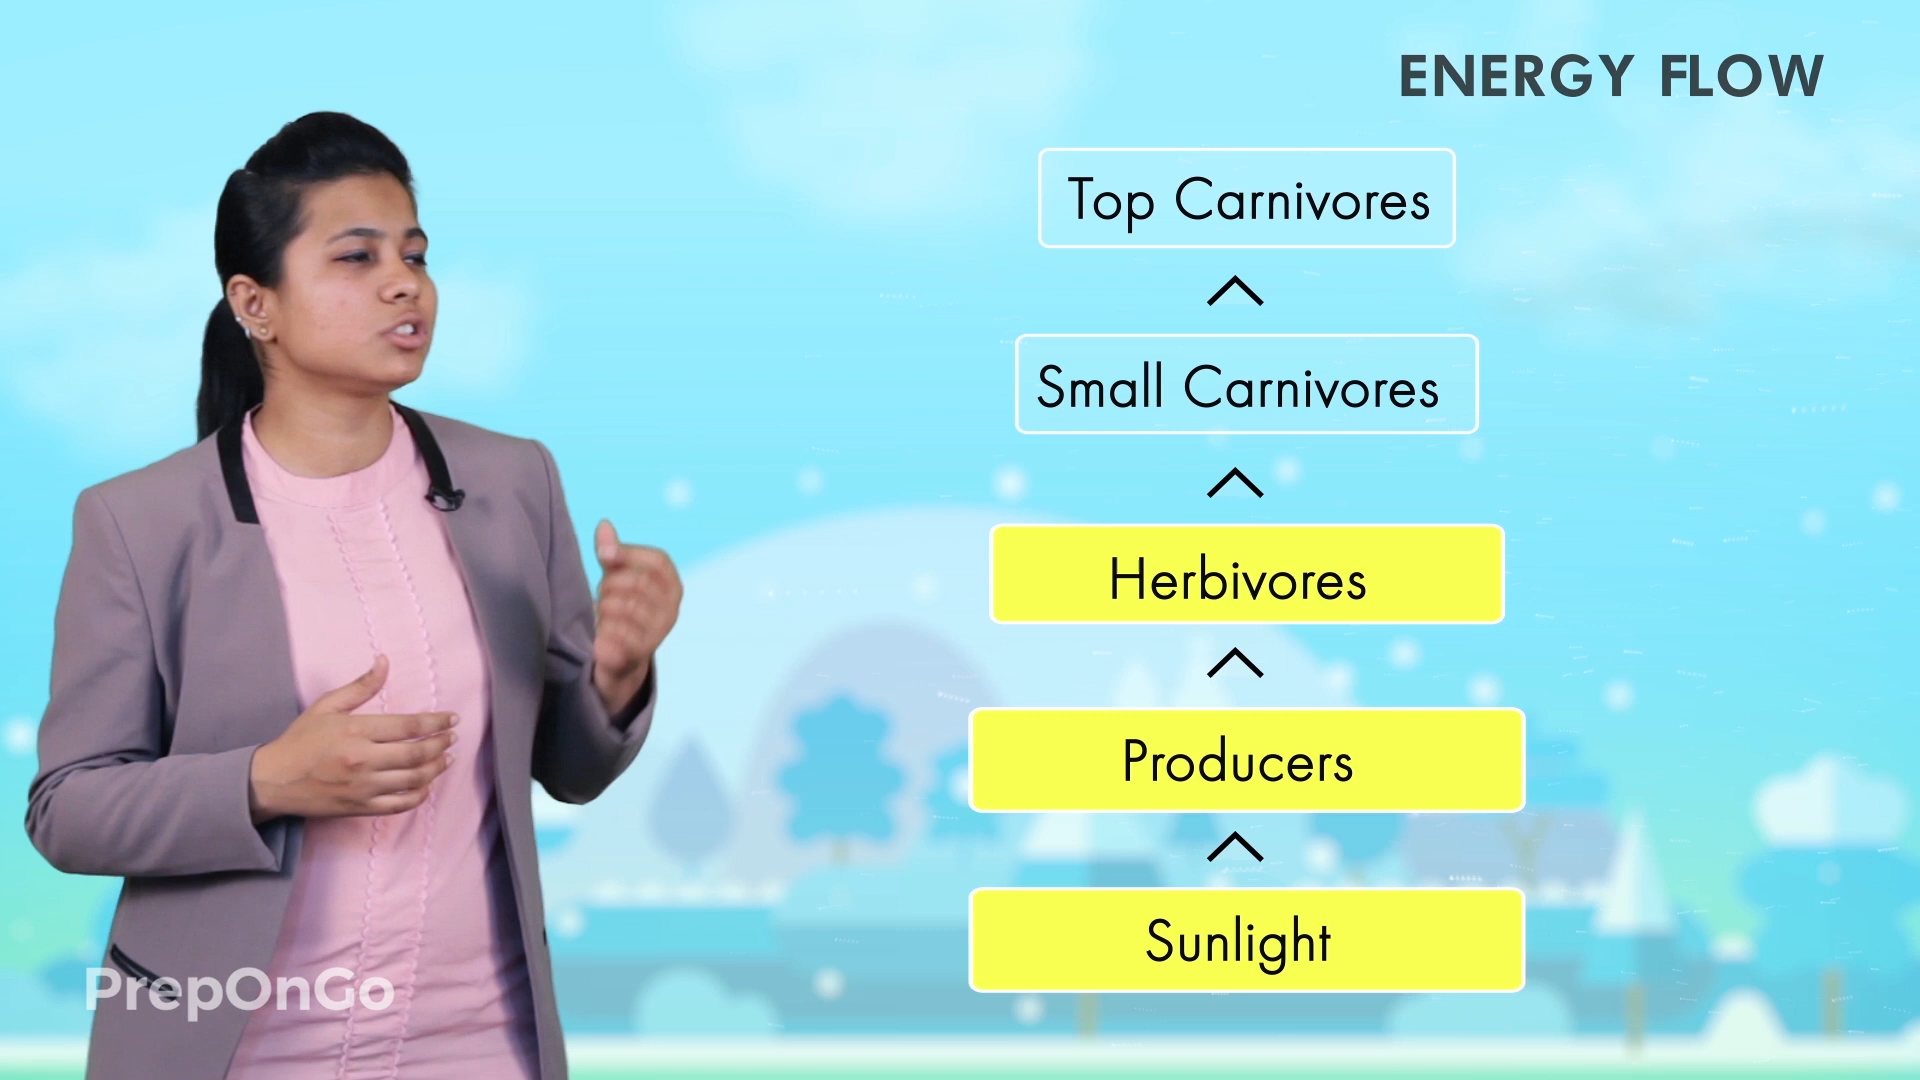 ENERGY FLOW
Top Carnivores
Small Carnivores
Herbivores
Producers
Sunlight
PrepOnGo